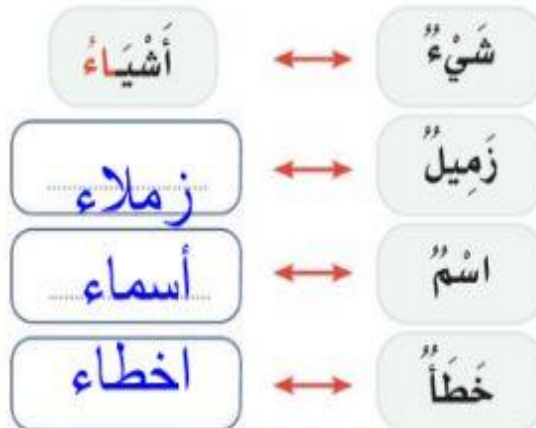 شَيْءٌ ↔ أَشْيَاءُ
زَمِيلٌ ↔ زملاء
اسْمٌ ↔ أسماء
خَطَأٌ ↔ اخطاء